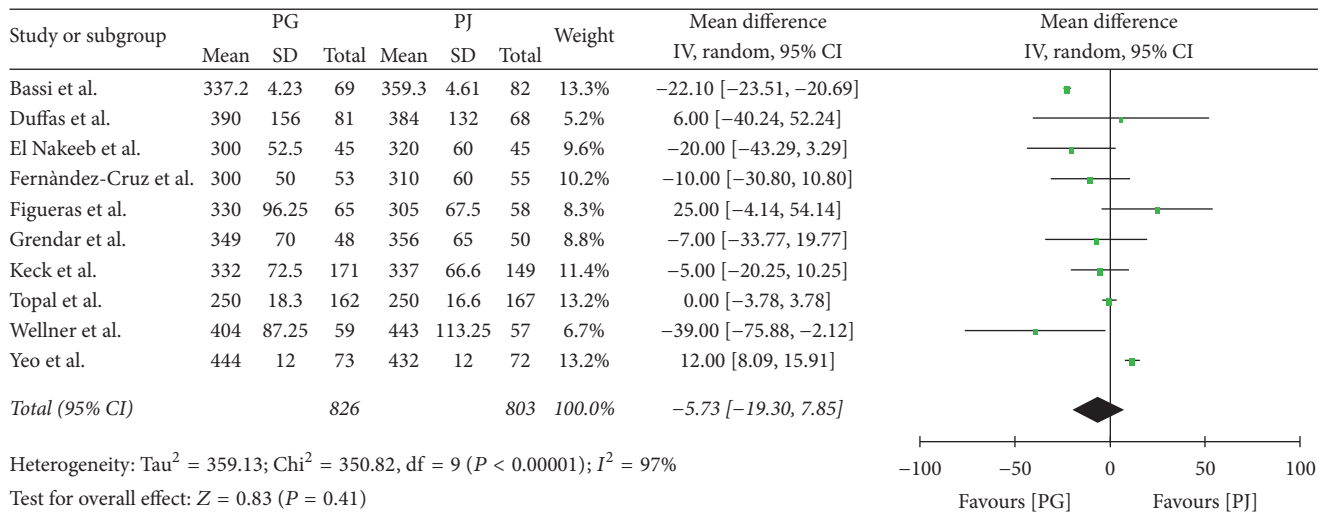 Study or subgroup PG PJ Weight Mean difference Mean difference
Mean SD Total Mean SD Total IV, random, 95% CI IV, random, 95% CI
Bassi et al. 337.2 4.23 69 359.3 4.61 82 13.3% −22.10 [−23.51, −20.69]
Duffas et al. 390 156 81 384 132 68 5.2% 6.00 [−40.24, 52.24]
El Nakeeb et al. 300 52.5 45 320 60 45 9.6% −20.00 [−43.29, 3.29]
Fernàndez-Cruz et al. 300 50 53 310 60 55 10.2% −10.00 [−30.80, 10.80]
Figueras et al. 330 96.25 65 305 67.5 58 8.3% 25.00 [−4.14, 54.14]
Grendar et al. 349 70 48 356 65 50 8.8% −7.00 [−33.77, 19.77]
Keck et al. 332 72.5 171 337 66.6 149 11.4% −5.00 [−20.25, 10.25]
Topal et al. 250 18.3 162 250 16.6 167 13.2% 0.00 [−3.78, 3.78]
Wellner et al. 404 87.25 59 443 113.25 57 6.7% −39.00 [−75.88, −2.12]
Yeo et al. 444 12 73 432 12 72 13.2% 12.00 [8.09, 15.91]
Total (95% CI) 826 803 100.0% −5.73 [−19.30, 7.85]
Heterogeneity: Tau² = 359.13; Chi² = 350.82, df = 9 (P < 0.00001); I² = 97%
Test for overall effect: Z = 0.83 (P = 0.41)
−100 −50 0 50 100
Favours [PG] Favours [PJ]